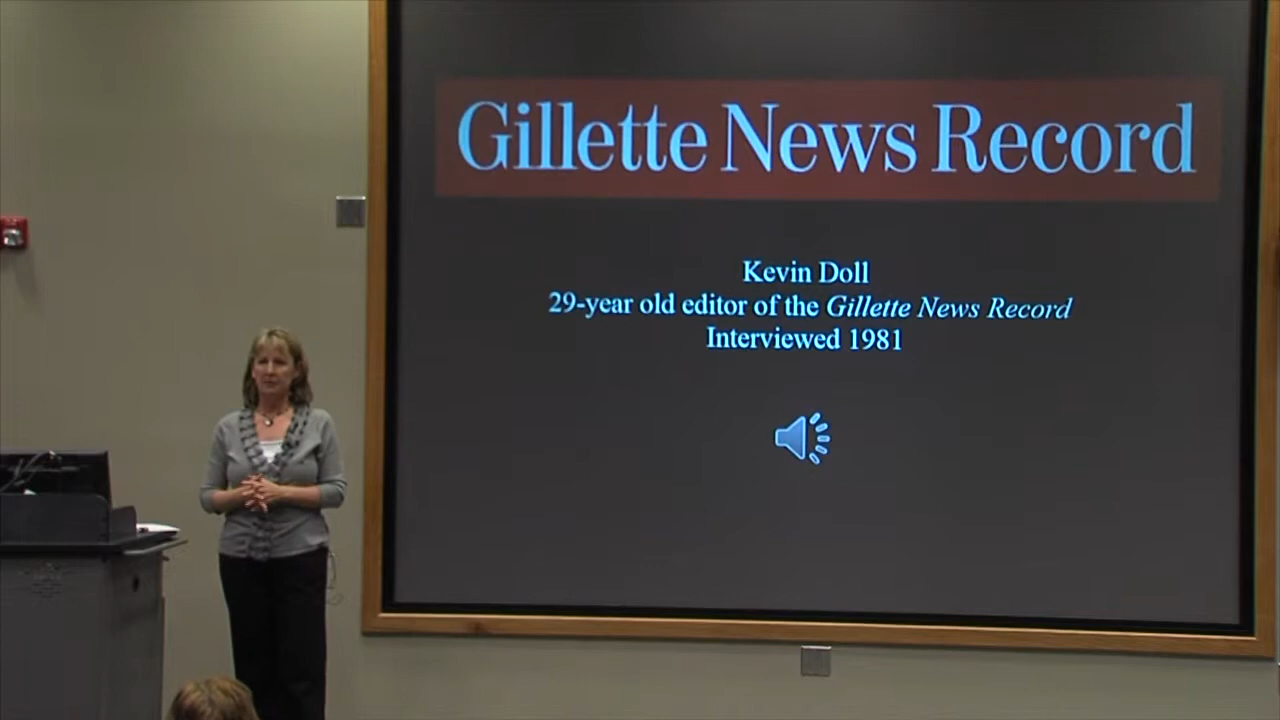 Gillette News Record
Kevin Doll
29-year old editor of the Gillette News Record
Interviewed 1981